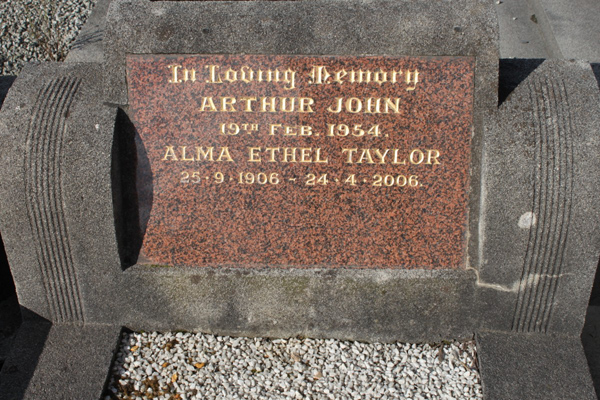 In Loving Memory
ARTHUR JOHN
19TH FEB. 1954.
ALMA ETHEL TAYLOR
25·9·1906 - 24·4·2006.